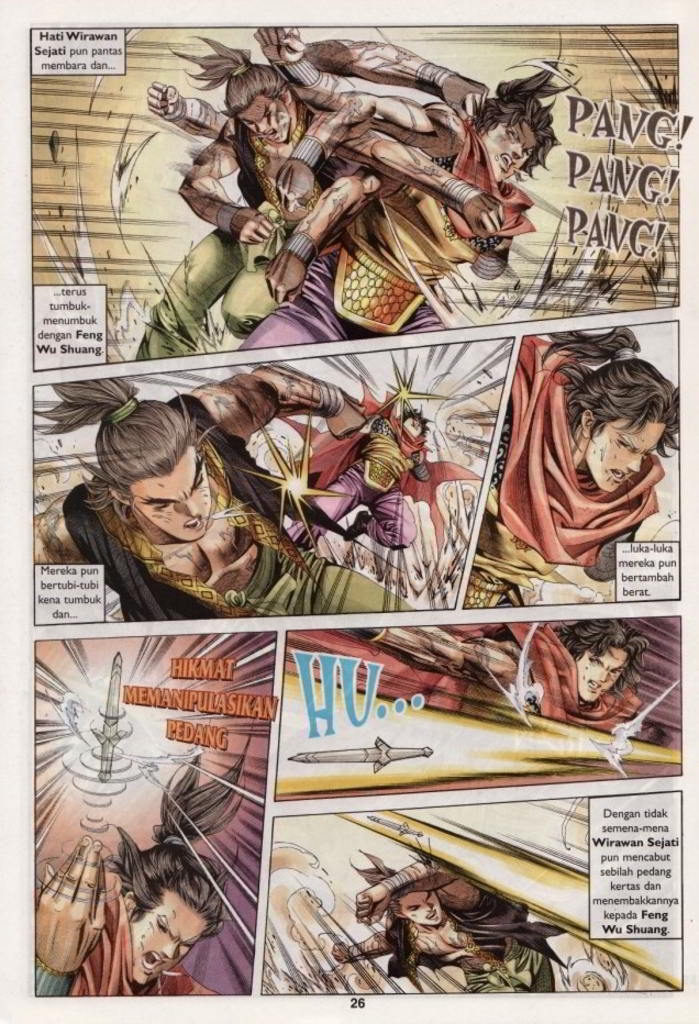 Hati Wirawan
Sejati pun pantas
membara dan...
PANG!
PANG!
PANG!
...terus
tumbuk-
menumbuk
dengan Feng
Wu Shuang.
Mereka pun
bertubi-tubi
kena tumbuk
dan...
...luka-luka
mereka pun
bertambah
berat.
HIKMAT
MEMANIPULASIKAN
PEDANG
HU...
Dengan tidak
semena-mena
Wirawan Sejati
pun mencabut
sebilah pedang
kertas dan
menembakkannya
kepada Feng
Wu Shuang.
26